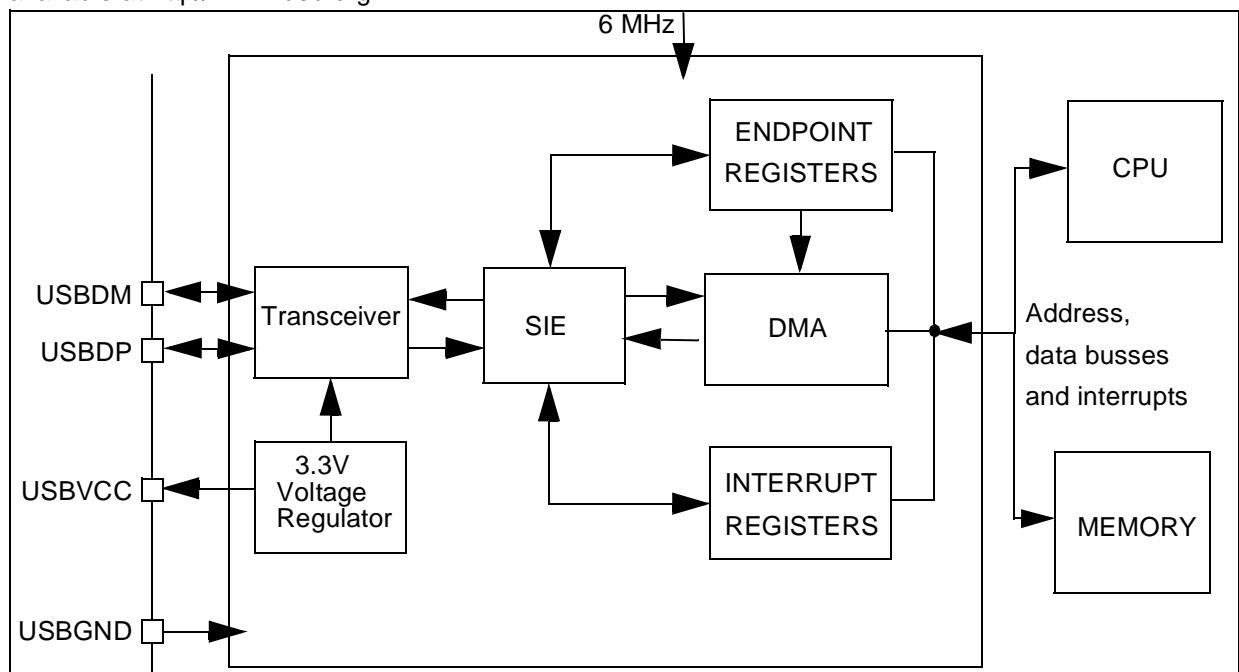 6 MHz
ENDPOINT
REGISTERS
CPU
USBDM
Transceiver
SIE
DMA
Address,
data busses
and interrupts
USBDP
3.3V
Voltage
Regulator
USBVCC
INTERRUPT
REGISTERS
MEMORY
USBGND